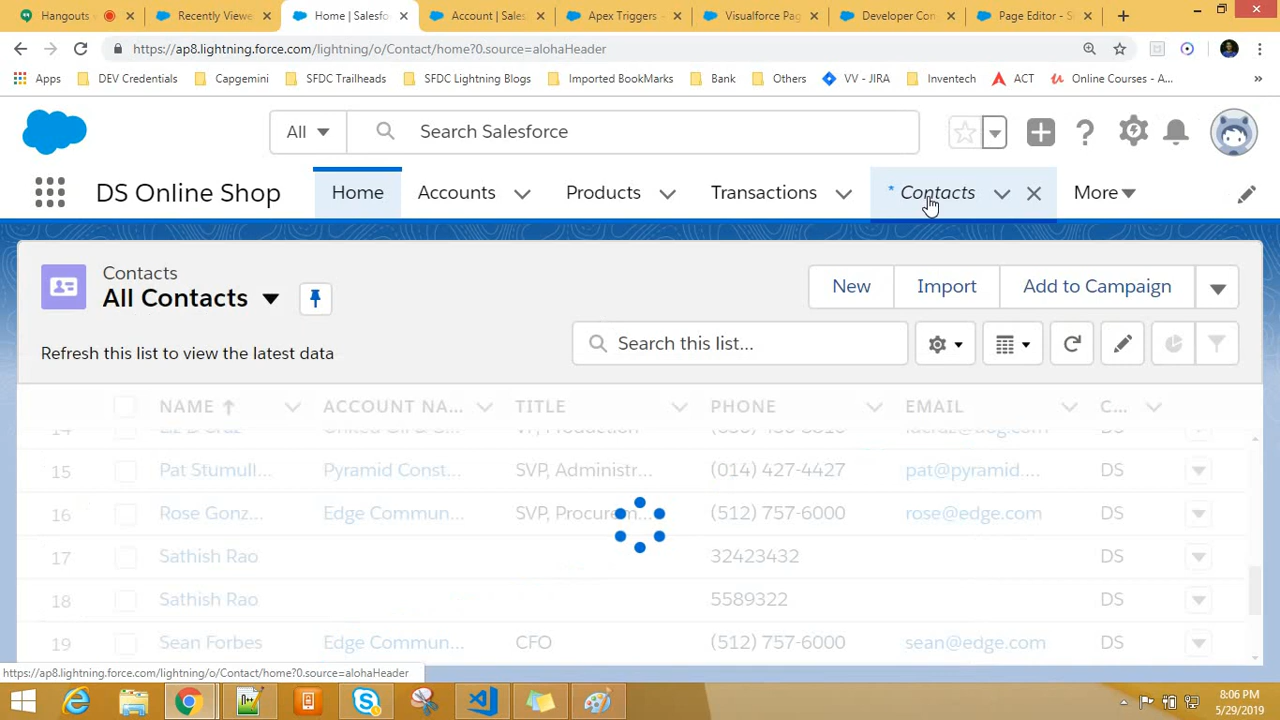 Hangouts
Recently Viewe
Home | Salesfo
Account | Sales
Apex Triggers
Visualforce Pag
Developer Con
Page Editor - S
https://ap8.lightning.force.com/lightning/o/Contact/home?0.source=alohaHeader
Apps
DEV Credentials
Capgemini
SFDC Trailheads
SFDC Lightning Blogs
Imported BookMarks
Bank
Others
VV - JIRA
Inventech
ACT
Online Courses - A...
All
Search Salesforce
DS Online Shop
Home
Accounts
Products
Transactions
* Contacts
More
Contacts
All Contacts
New
Import
Add to Campaign
Refresh this list to view the latest data
Search this list...
NAME
ACCOUNT NA...
TITLE
PHONE
EMAIL
C...
15 Pat Stumull... Pyramid Const... SVP, Administr... (014) 427-4427 pat@pyramid.... DS
16 Rose Gonz... Edge Commun... SVP, Procurem... (512) 757-6000 rose@edge.com DS
17 Sathish Rao 32423432 DS
18 Sathish Rao 5589322 DS
19 Sean Forbes Edge Commun... CFO (512) 757-6000 sean@edge.com DS
https://ap8.lightning.force.com/lightning/o/Contact/home?0.source=alohaHeader
8:06 PM
5/29/2019